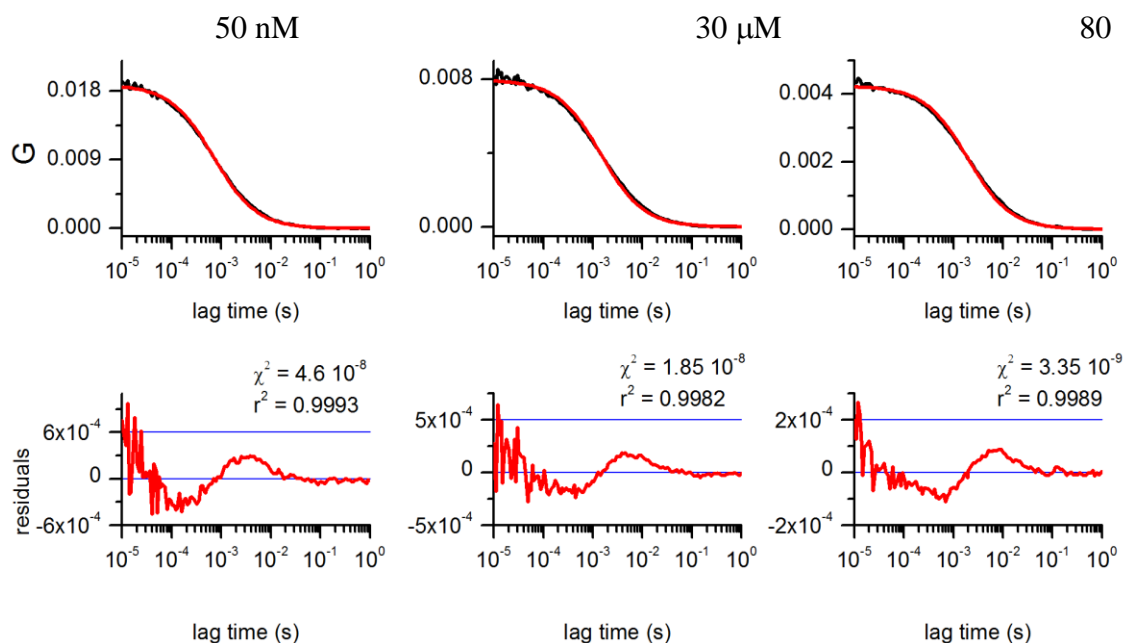 50 nM 30 μM 80
0.018 0.009 0.000
G
10⁻⁵ 10⁻⁴ 10⁻³ 10⁻² 10⁻¹ 10⁰
lag time (s)
0.008 0.000
10⁻⁵ 10⁻⁴ 10⁻³ 10⁻² 10⁻¹ 10⁰
lag time (s)
0.004 0.002 0.000
10⁻⁵ 10⁻⁴ 10⁻³ 10⁻² 10⁻¹ 10⁰
lag time (s)
χ² = 4.6 10⁻⁸
r² = 0.9993
6x10⁻⁴ 0 -6x10⁻⁴
residuals
10⁻⁵ 10⁻⁴ 10⁻³ 10⁻² 10⁻¹ 10⁰
lag time (s)
χ² = 1.85 10⁻⁸
r² = 0.9982
5x10⁻⁴ 0 -5x10⁻⁴
10⁻⁵ 10⁻⁴ 10⁻³ 10⁻² 10⁻¹ 10⁰
lag time (s)
χ² = 3.35 10⁻⁹
r² = 0.9989
2x10⁻⁴ 0 -2x10⁻⁴
10⁻⁵ 10⁻⁴ 10⁻³ 10⁻² 10⁻¹ 10⁰
lag time (s)